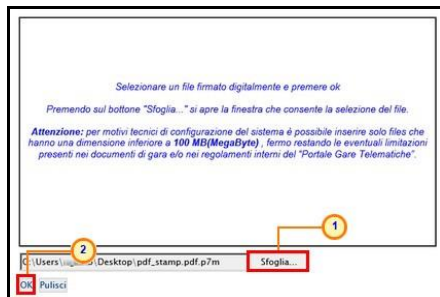 Selezionare un file firmato digitalmente e premere ok
Premendo sul bottone "Sfoglia..." si apre la finestra che consente la selezione del file.
Attenzione: per motivi tecnici di configurazione del sistema è possibile inserire solo files che
hanno una dimensione inferiore a 100 MB(MegaByte) , fermo restando le eventuali limitazioni
presenti nei documenti di gara e/o nei regolamenti interni del "Portale Gare Telematiche".
1
2
C:\Users\ \Desktop\pdf_stamp.pdf.p7m Sfoglia...
OK Pulisci